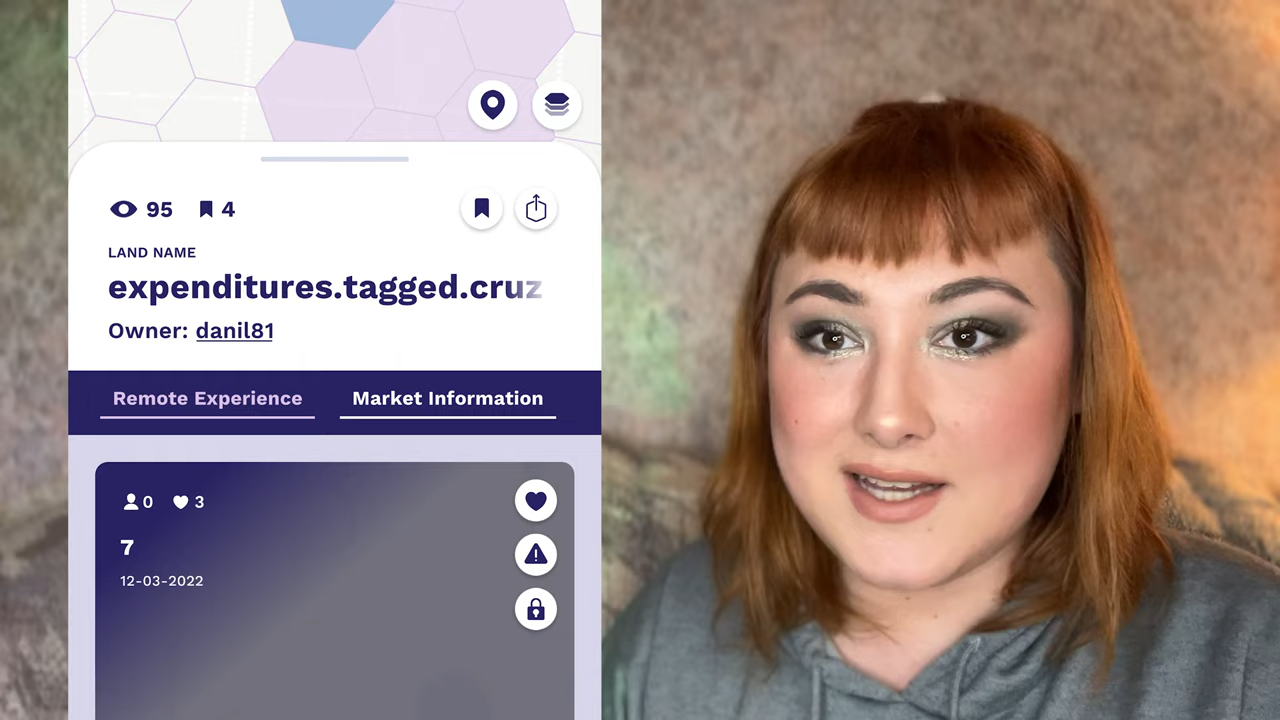 95 4
LAND NAME
expenditures.tagged.cruz
Owner: danil81
Remote Experience Market Information
0 3
7
12-03-2022